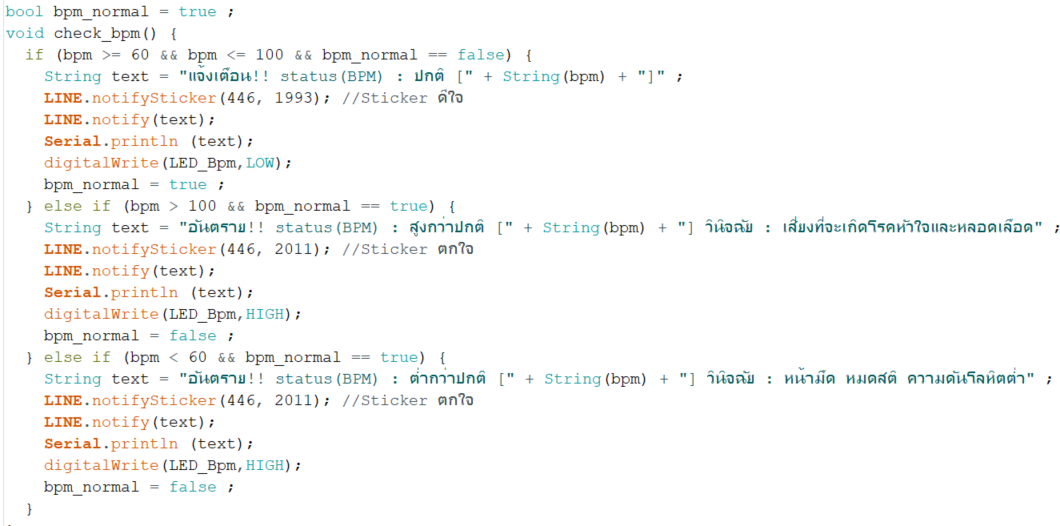 bool bpm_normal = true ;
void check_bpm() {
if (bpm >= 60 && bpm <= 100 && bpm_normal == false) {
String text = "แจ้งเตือน!! status(BPM) : ปกติ [" + String(bpm) + "]" ;
LINE.notifySticker(446, 1993); //Sticker ดีใจ
LINE.notify(text);
Serial.println (text);
digitalWrite(LED_Bpm,LOW);
bpm_normal = true ;
} else if (bpm > 100 && bpm_normal == true) {
String text = "อันตราย!! status(BPM) : สูงกว่าปกติ [" + String(bpm) + "] วินิจฉัย : เสี่ยงที่จะเกิดโรคหัวใจและหลอดเลือด" ;
LINE.notifySticker(446, 2011); //Sticker ตกใจ
LINE.notify(text);
Serial.println (text);
digitalWrite(LED_Bpm,HIGH);
bpm_normal = false ;
} else if (bpm < 60 && bpm_normal == true) {
String text = "อันตราย!! status(BPM) : ต่ำกว่าปกติ [" + String(bpm) + "] วินิจฉัย : หน้ามืด หมดสติ ความดันโลหิตต่ำ" ;
LINE.notifySticker(446, 2011); //Sticker ตกใจ
LINE.notify(text);
Serial.println (text);
digitalWrite(LED_Bpm,HIGH);
bpm_normal = false ;
}